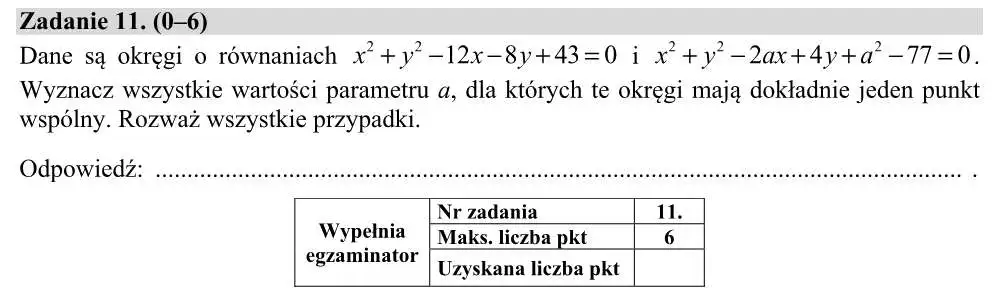 Zadanie 11. (0–6)
Dane są okręgi o równaniach x² + y² −12x−8y+43 = 0 i x² + y² −2ax+4y+a² −77 = 0.
Wyznacz wszystkie wartości parametru a, dla których te okręgi mają dokładnie jeden punkt
wspólny. Rozważ wszystkie przypadki.
Odpowiedź: ................................................................................................................................ .
Wypełnia egzaminator
Nr zadania 11.
Maks. liczba pkt 6
Uzyskana liczba pkt